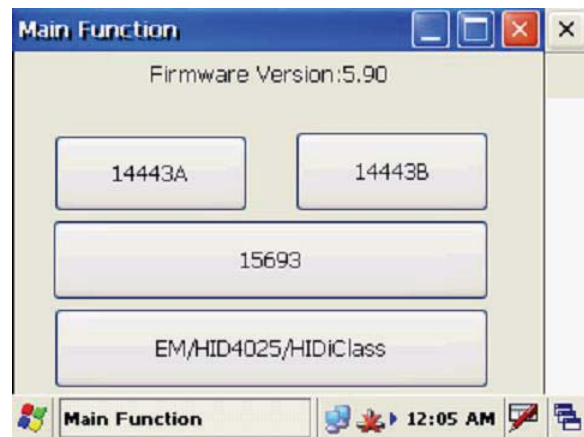 Main Function
Firmware Version:5.90
14443A 14443B
15693
EM/HID4025/HIDiClass
Main Function 12:05 AM